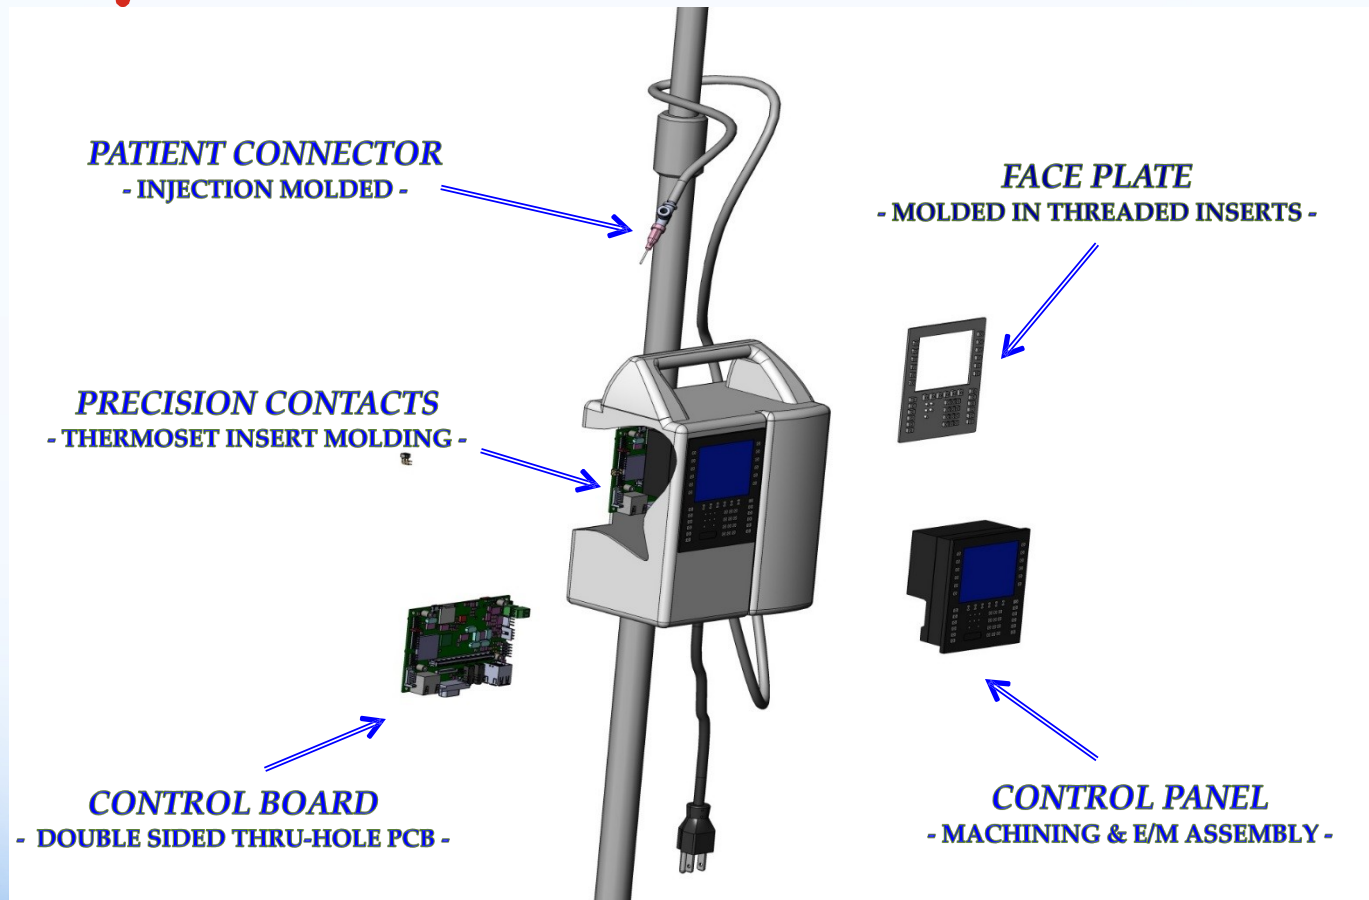 PATIENT CONNECTOR
- INJECTION MOLDED -
FACE PLATE
- MOLDED IN THREADED INSERTS -
PRECISION CONTACTS
- THERMOSET INSERT MOLDING -
CONTROL BOARD
- DOUBLE SIDED THRU-HOLE PCB -
CONTROL PANEL
- MACHINING & E/M ASSEMBLY -